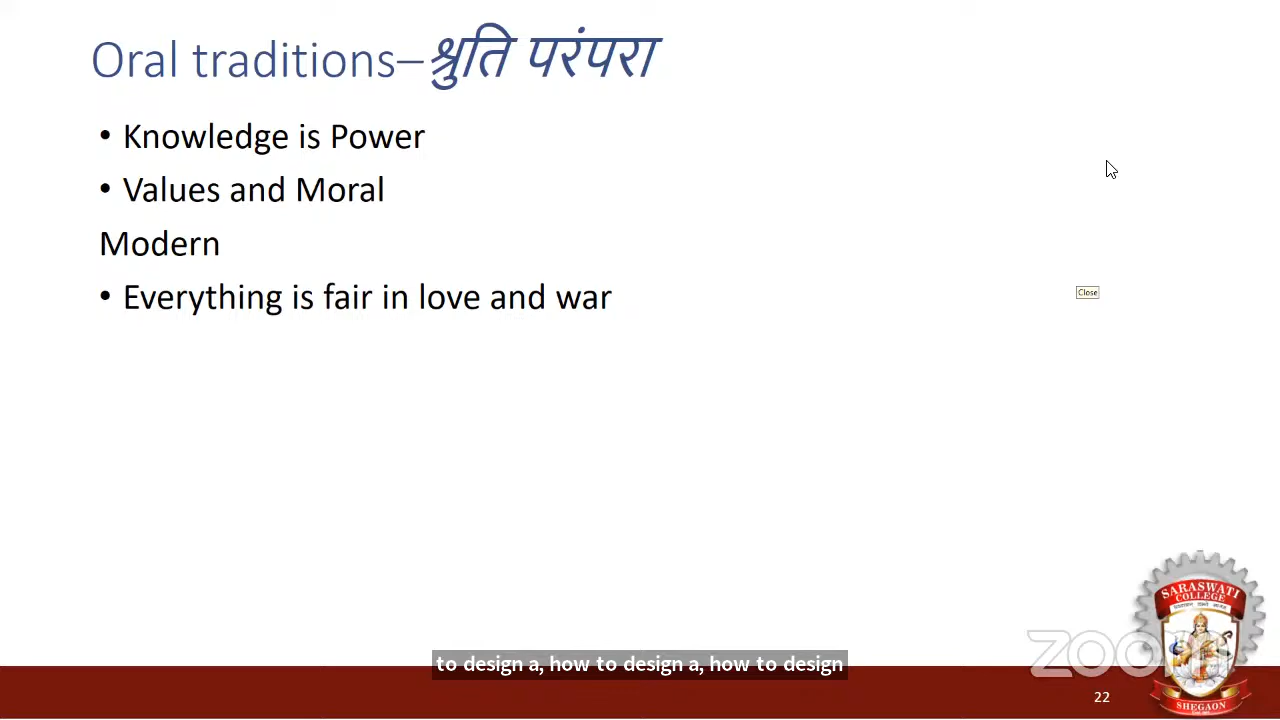 Oral traditions–श्रुति परंपरा
• Knowledge is Power
• Values and Moral
Modern
• Everything is fair in love and war
Close
SARASWATI
COLLEGE
zoom
to design a, how to design a, how to design
22
SHEGAON